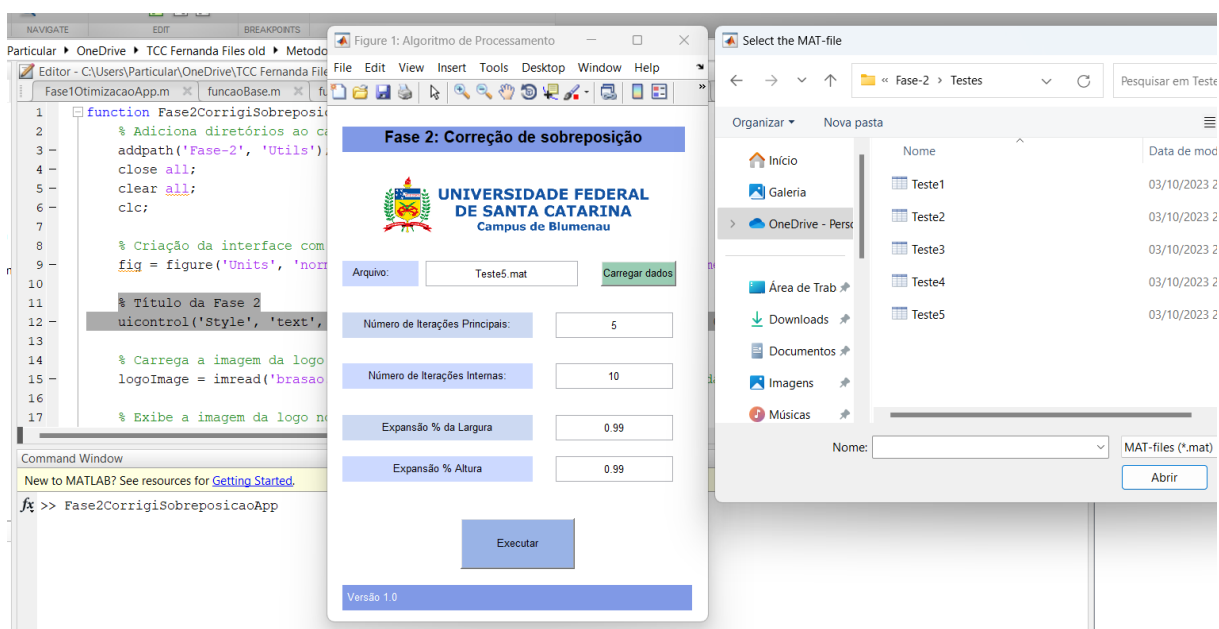 NAVIGATE EDIT BREAKPOINTS
Particular ▸ OneDrive ▸ TCC Fernanda Files old ▸ Metodo
Editor - C:\Users\Particular\OneDrive\TCC Fernanda File
Fase1OtimizacaoApp.m × funcaoBase.m × fu
1 function Fase2CorrigiSobreposic
2 % Adiciona diretórios ao ca
3 - addpath('Fase-2', 'Utils')
4 - close all;
5 - clear all;
6 - clc;
7
8 % Criação da interface com
9 - fig = figure('Units', 'norm
10
11 % Título da Fase 2
12 - uicontrol('Style', 'text',
13
14 % Carrega a imagem da logo
15 - logoImage = imread('brasao
16
17 % Exibe a imagem da logo no
Command Window
New to MATLAB? See resources for Getting Started.
fx >> Fase2CorrigiSobreposicaoApp
Figure 1: Algoritmo de Processamento
File Edit View Insert Tools Desktop Window Help
Fase 2: Correção de sobreposição
UNIVERSIDADE FEDERAL
DE SANTA CATARINA
Campus de Blumenau
Arquivo: Teste5.mat Carregar dados
Número de Iterações Principais: 5
Número de Iterações Internas: 10
Expansão % da Largura 0.99
Expansão % Altura 0.99
Executar
Versão 1.0
Select the MAT-file
« Fase-2 › Testes Pesquisar em Teste
Organizar Nova pasta
Nome Data de mod
Início
Galeria
OneDrive - Perso
Área de Trab
Downloads
Documentos
Imagens
Músicas
Teste1 03/10/2023 2
Teste2 03/10/2023 2
Teste3 03/10/2023 2
Teste4 03/10/2023 2
Teste5 03/10/2023 2
Nome: MAT-files (*.mat)
Abrir